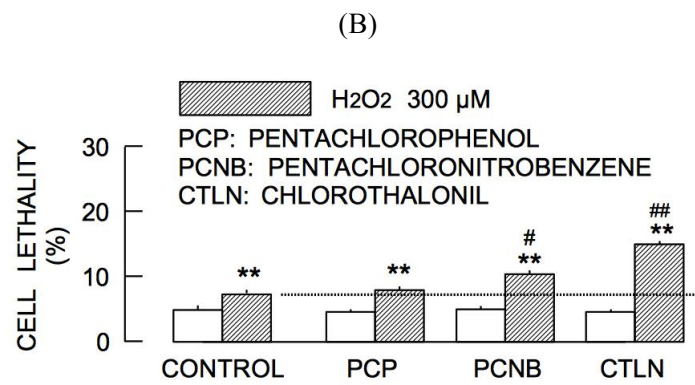 (B)
H2O2 300 µM
PCP: PENTACHLOROPHENOL
PCNB: PENTACHLORONITROBENZENE
CTLN: CHLOROTHALONIL
CELL LETHALITY
(%)
30
20
10
0
**
**
#
**
##
**
CONTROL PCP PCNB CTLN